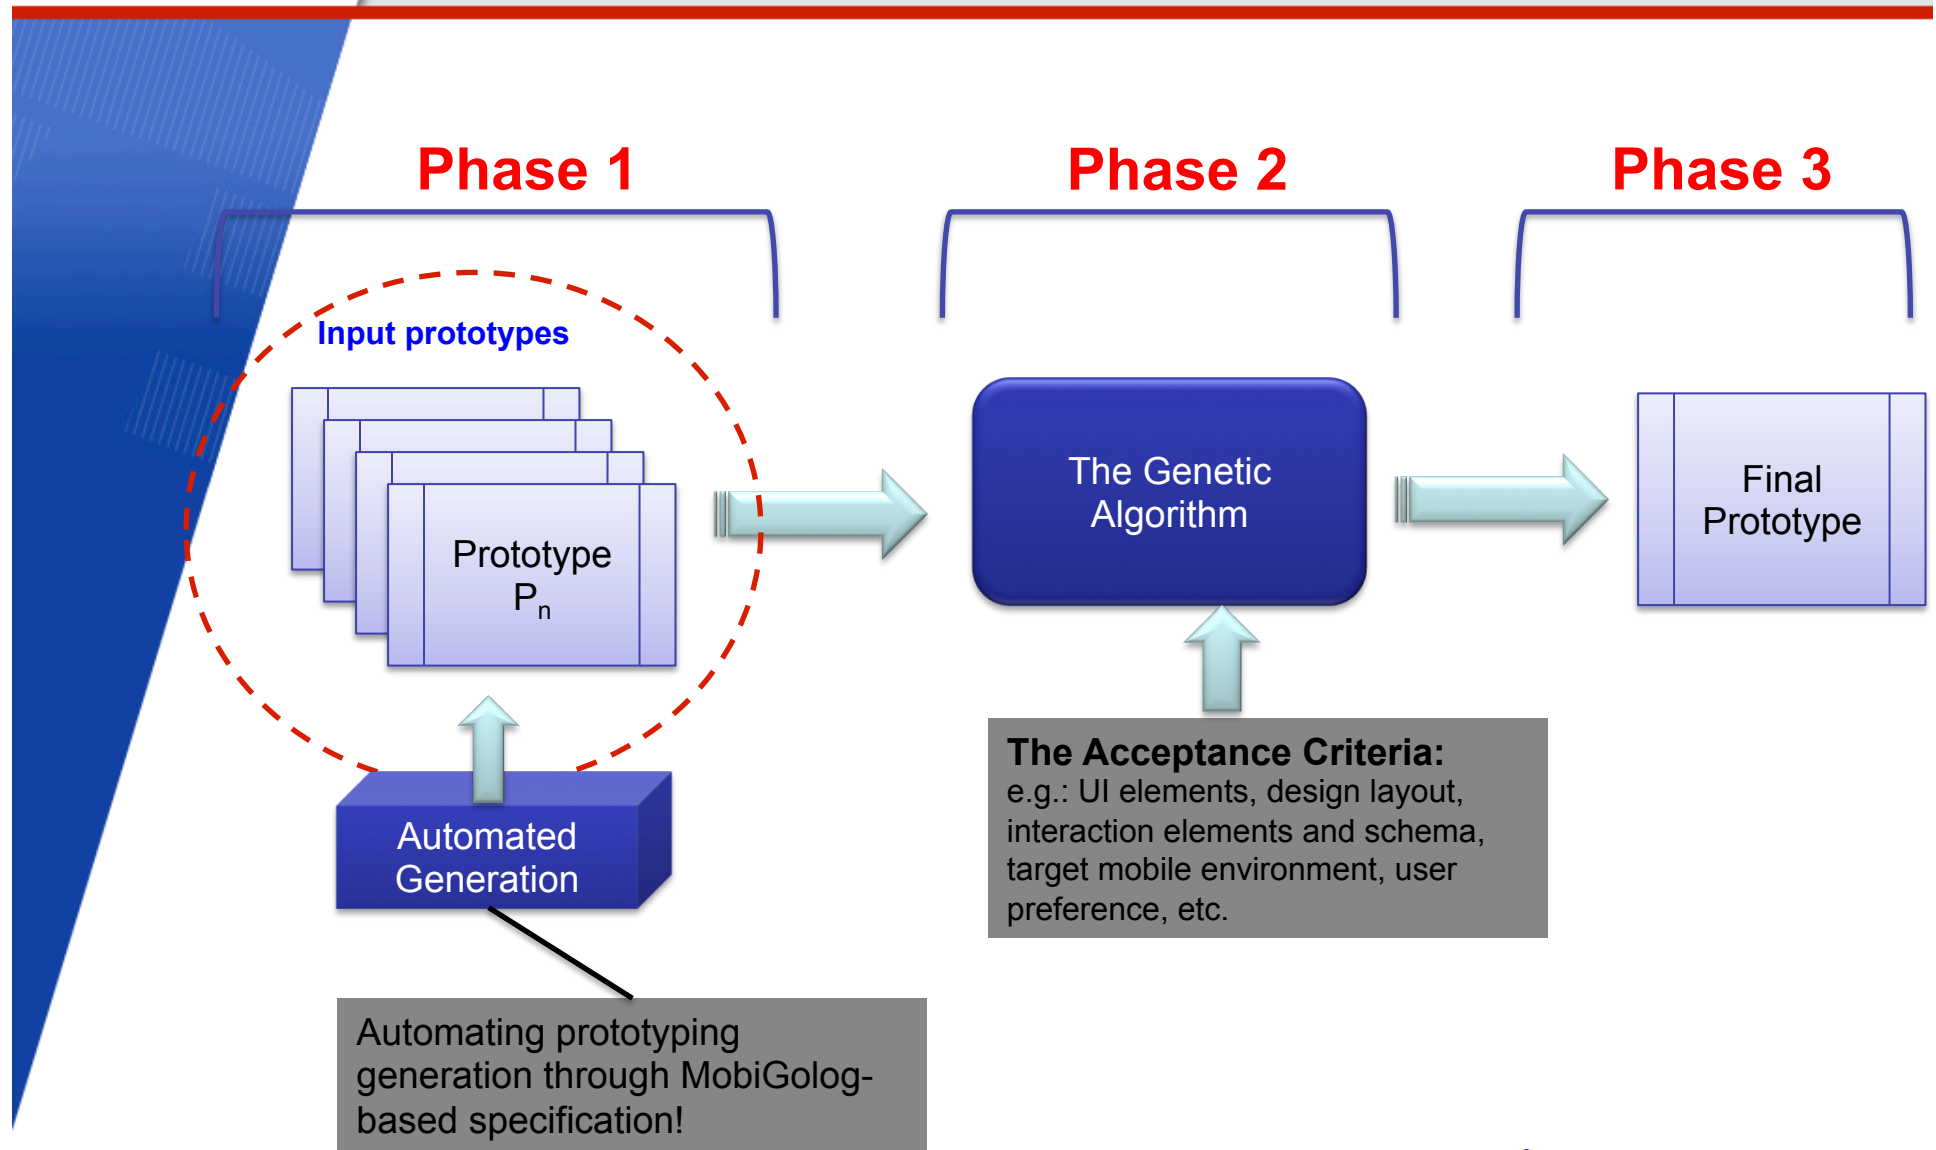 Phase 1
Phase 2
Phase 3
Input prototypes
Prototype
Pn
The Genetic
Algorithm
Final
Prototype
Automated
Generation
The Acceptance Criteria:
e.g.: UI elements, design layout,
interaction elements and schema,
target mobile environment, user
preference, etc.
Automating prototyping
generation through MobiGolog-
based specification!